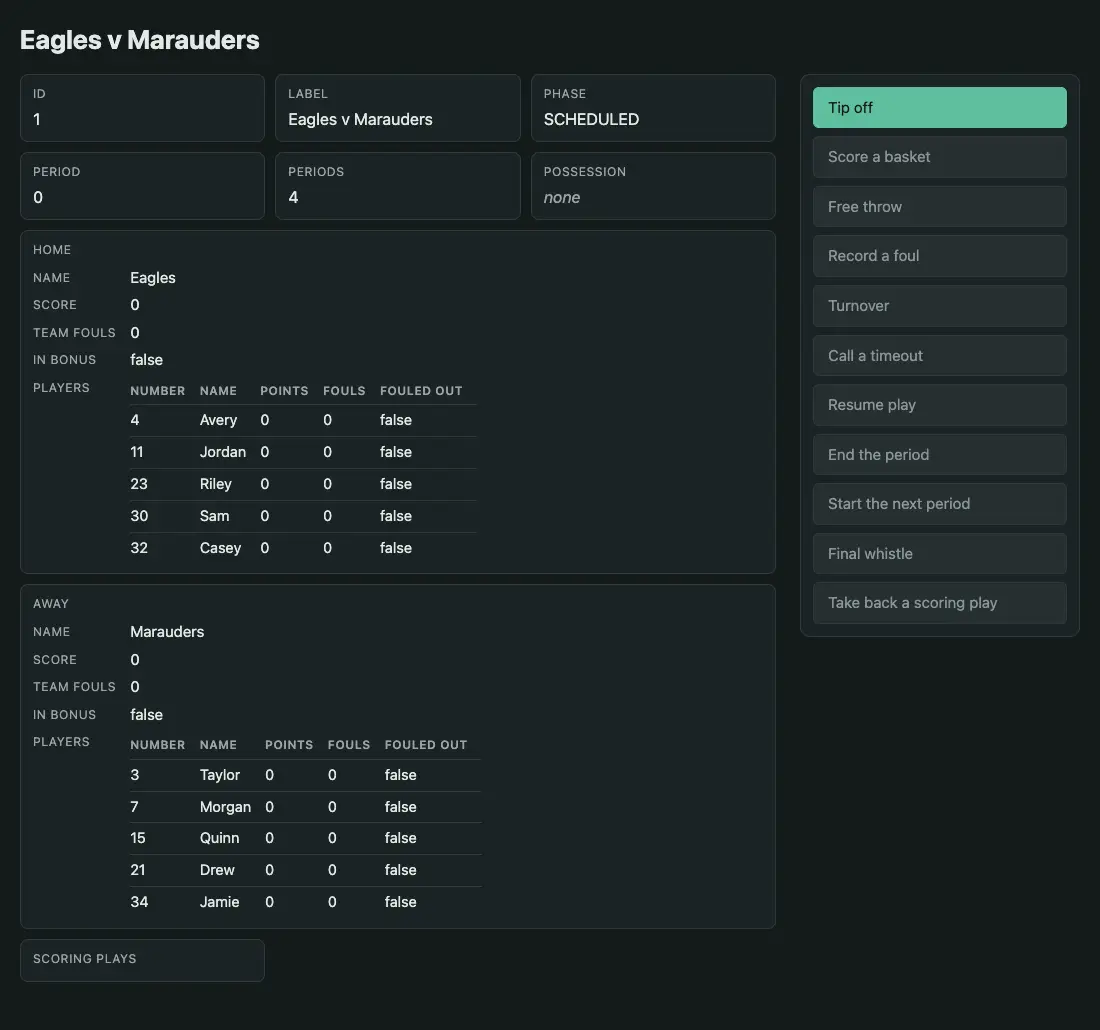 Eagles v Marauders
ID
1
LABEL
Eagles v Marauders
PHASE
SCHEDULED
PERIOD
0
PERIODS
4
POSSESSION
none
HOME
NAME Eagles
SCORE 0
TEAM FOULS 0
IN BONUS false
PLAYERS
NUMBER NAME POINTS FOULS FOULED OUT
4 Avery 0 0 false
11 Jordan 0 0 false
23 Riley 0 0 false
30 Sam 0 0 false
32 Casey 0 0 false
AWAY
NAME Marauders
SCORE 0
TEAM FOULS 0
IN BONUS false
PLAYERS
NUMBER NAME POINTS FOULS FOULED OUT
3 Taylor 0 0 false
7 Morgan 0 0 false
15 Quinn 0 0 false
21 Drew 0 0 false
34 Jamie 0 0 false
SCORING PLAYS
Tip off
Score a basket
Free throw
Record a foul
Turnover
Call a timeout
Resume play
End the period
Start the next period
Final whistle
Take back a scoring play